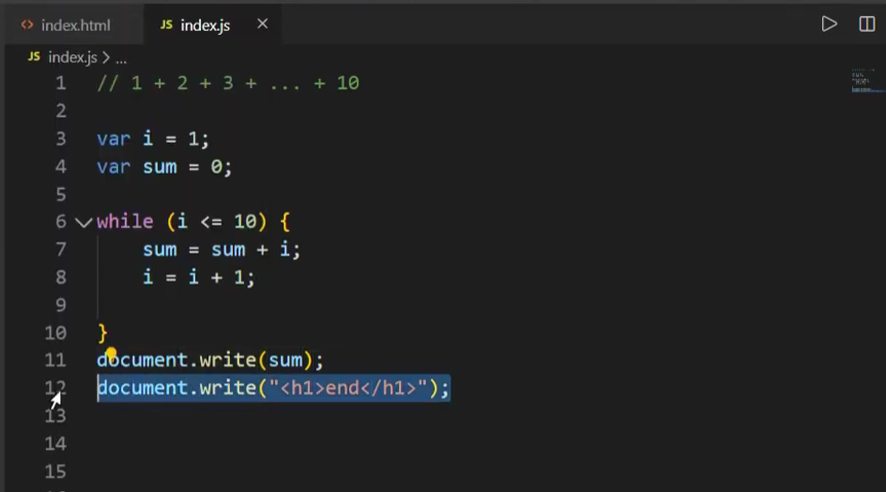 index.html
JS index.js
JS index.js > ...
1 // 1 + 2 + 3 + ... + 10
2
3 var i = 1;
4 var sum = 0;
5
6 while (i <= 10) {
7 sum = sum + i;
8 i = i + 1;
9
10 }
11 document.write(sum);
12 document.write("<h1>end</h1>");
13
14
15